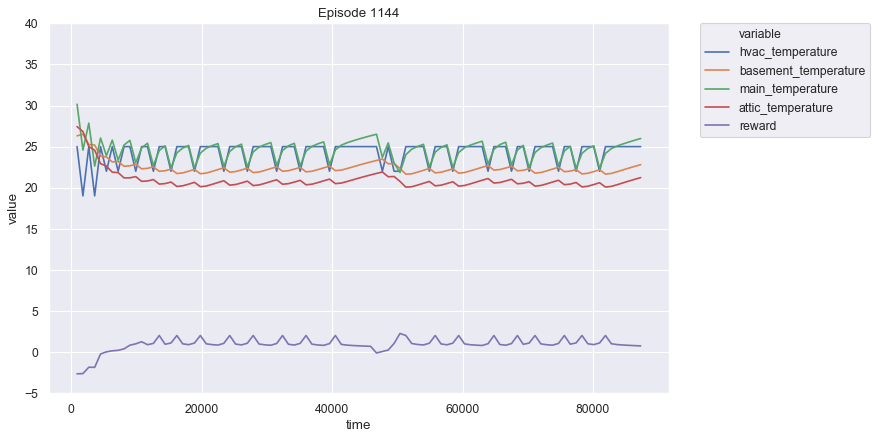 Episode 1144
variable
hvac_temperature
basement_temperature
main_temperature
attic_temperature
reward
value
40
35
30
25
20
15
10
5
0
−5
0 20000 40000 60000 80000
time